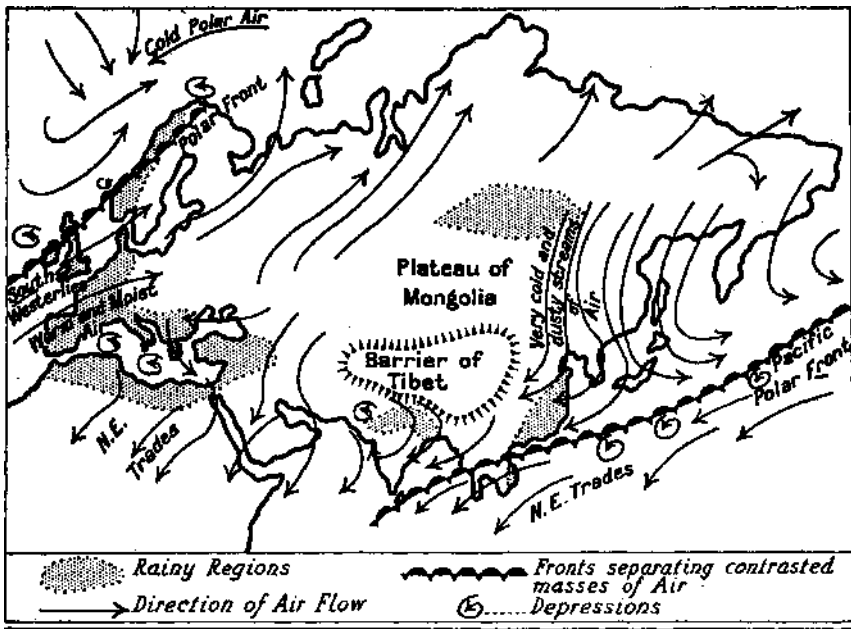 Cold Polar Air
Polar Front
South
Westerlies
Warm and Moist
Air
Plateau of
Mongolia
Very cold and
dusty streams
of
Air
Barrier of
Tibet
Pacific
Polar Front
N.E.
Trades
N.E. Trades
Rainy Regions
Direction of Air Flow
Fronts separating contrasted
masses of Air
Depressions